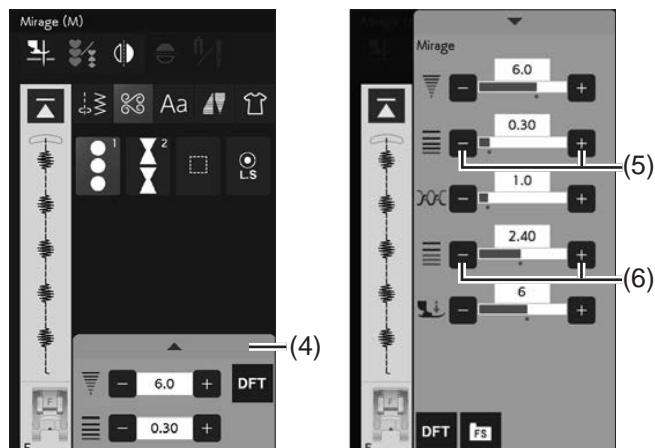 Mirage (M)
Aa
1
2
L.S
(4)
6.0
DFT
0.30
F
F
Mirage
6.0
0.30
(5)
1.0
2.40
(6)
6
F
DFT
FS
F